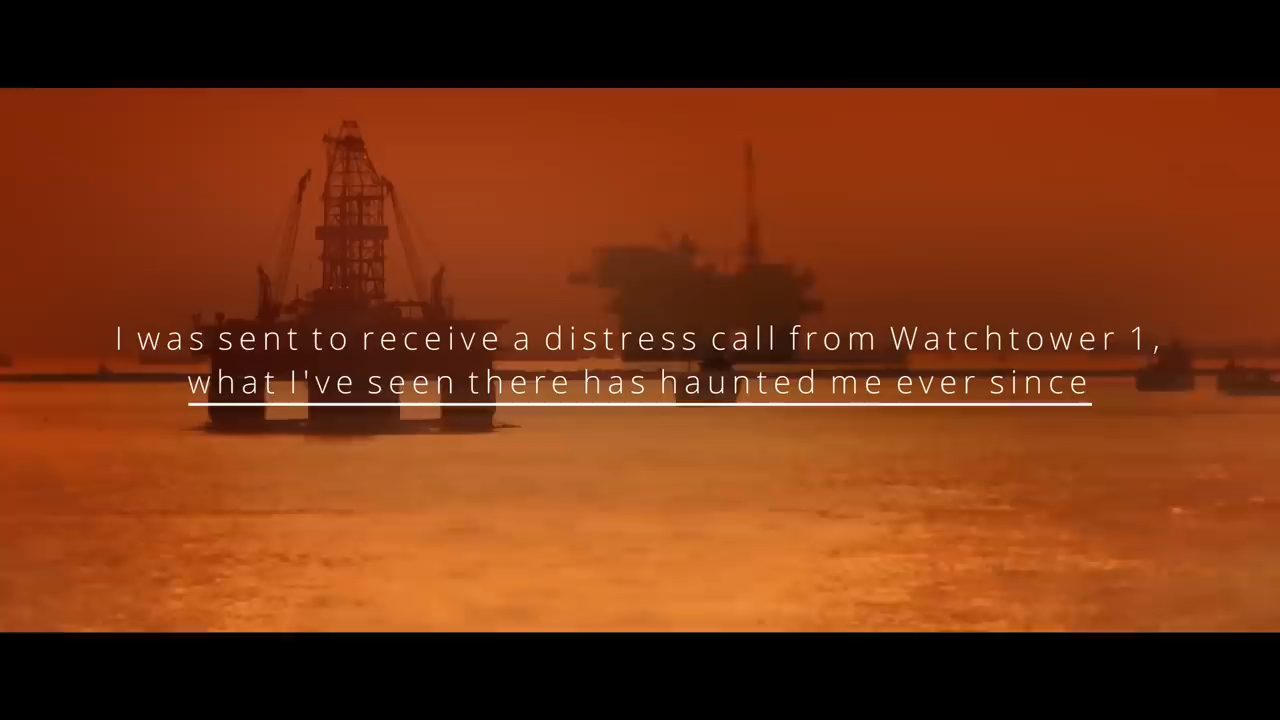 I was sent to receive a distress call from Watchtower 1,
what I've seen there has haunted me ever since